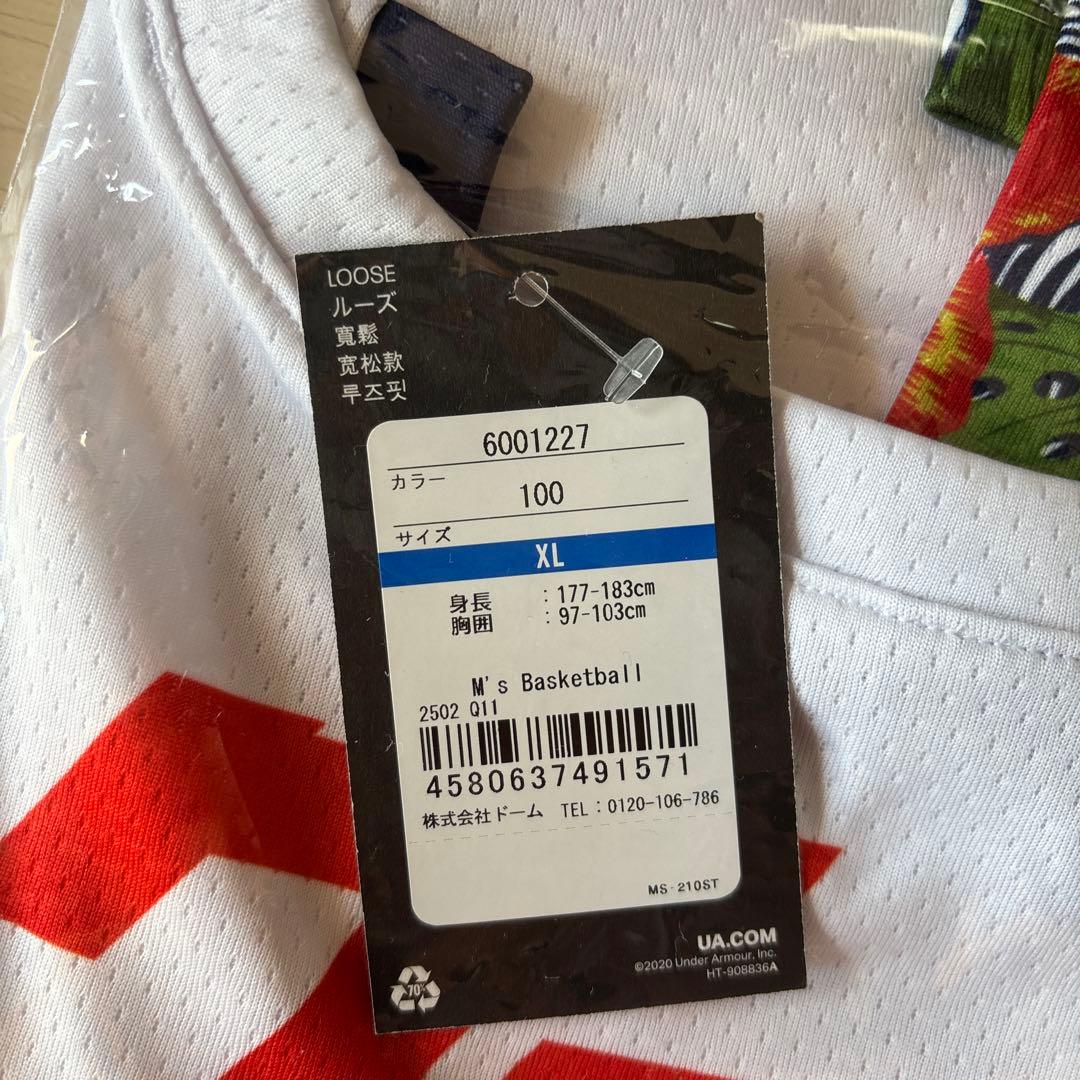 LOOSE
ルーズ
寬鬆
宽松款
루즈핏
6001227
カラー
100
サイズ
XL
身長 : 177-183cm
胸囲 : 97-103cm
M's Basketball
2502 Q11
4580637491571
株式会社ドーム TEL : 0120-106-786
MS-210ST
UA.COM
©2020 Under Armour, Inc.
HT-908836A
70%